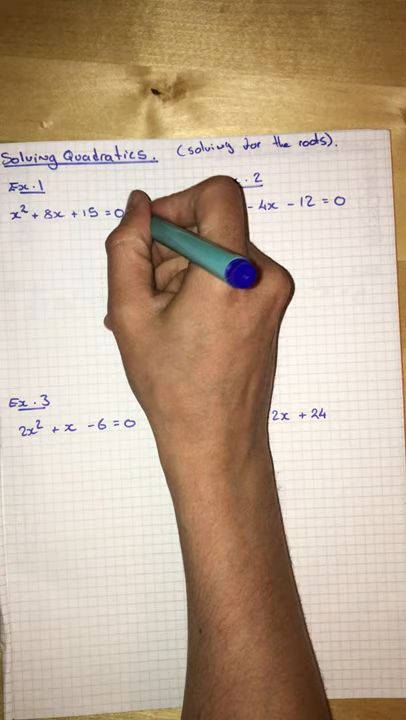 Solving Quadratics. (solving for the roots).
Ex.1
x² + 8x + 15 = 0
. 2
- 4x - 12 = 0
Ex.3
2x² + x - 6 = 0
2x + 24